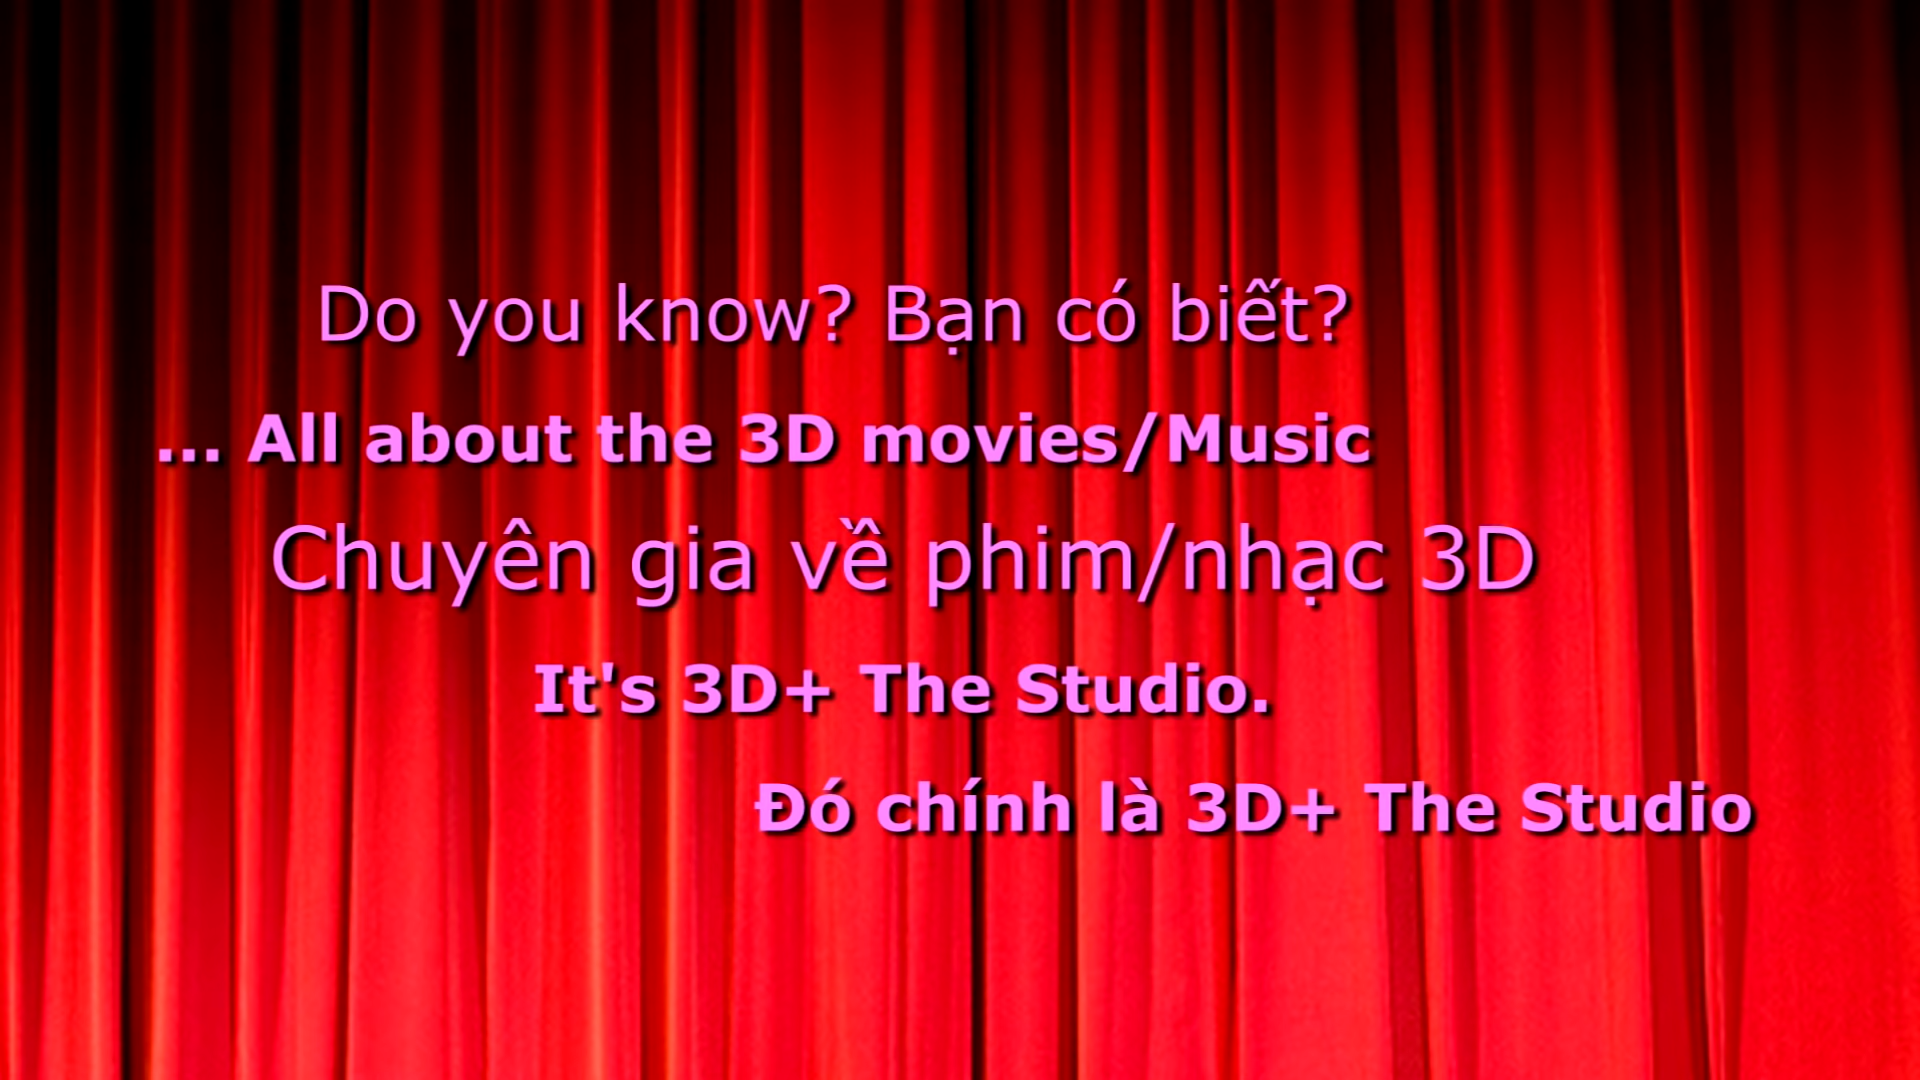 Do you know? Bạn có biết?
... All about the 3D movies/Music
Chuyên gia về phim/nhạc 3D
It's 3D+ The Studio.
Đó chính là 3D+ The Studio